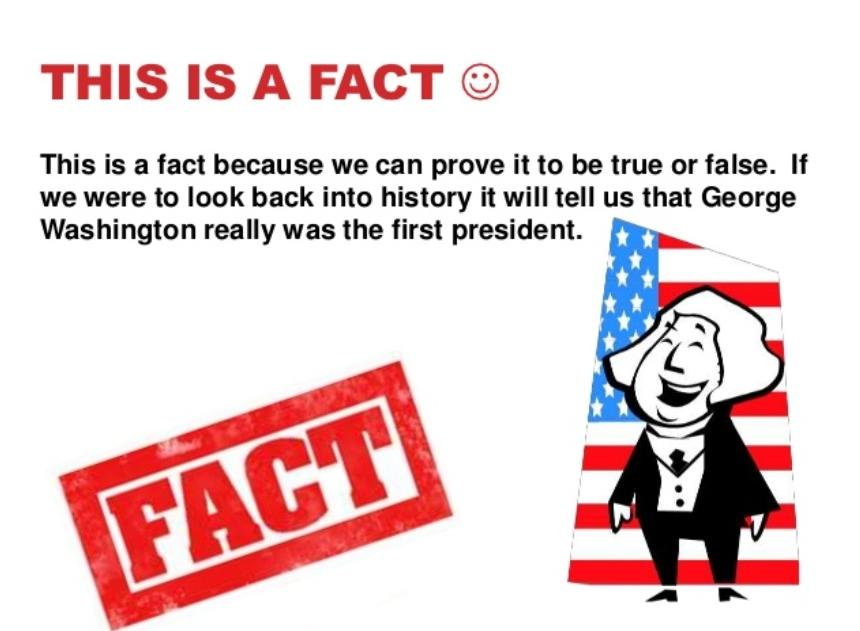 THIS IS A FACT ☺
This is a fact because we can prove it to be true or false.  If
we were to look back into history it will tell us that George
Washington really was the first president.
FACT